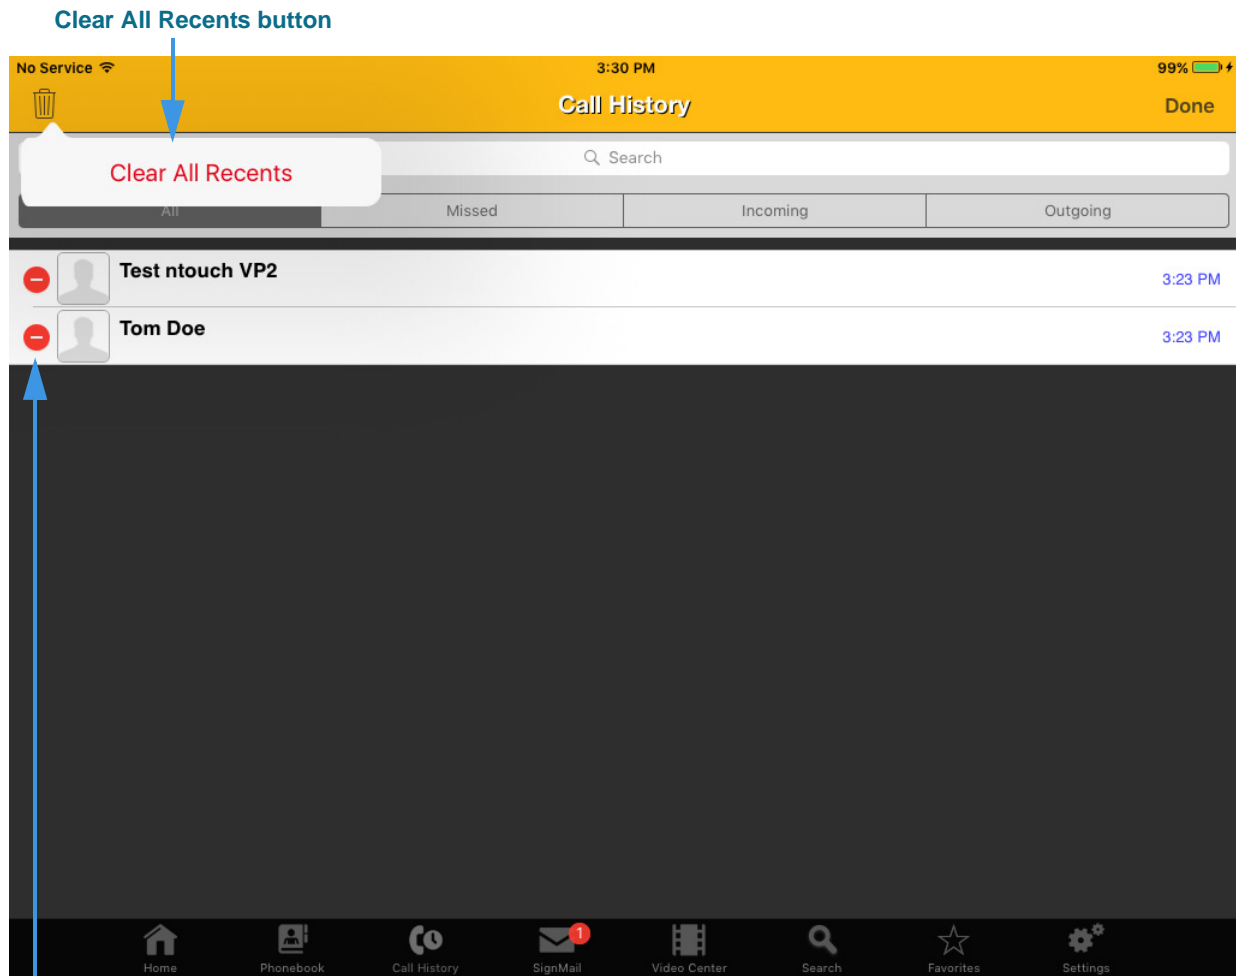 Clear All Recents button
No Service 3:30 PM 99%
Call History Done
Search
Clear All Recents
All Missed Incoming Outgoing
Test ntouch VP2 3:23 PM
Tom Doe 3:23 PM
1
Home Phonebook Call History SignMail Video Center Search Favorites Settings